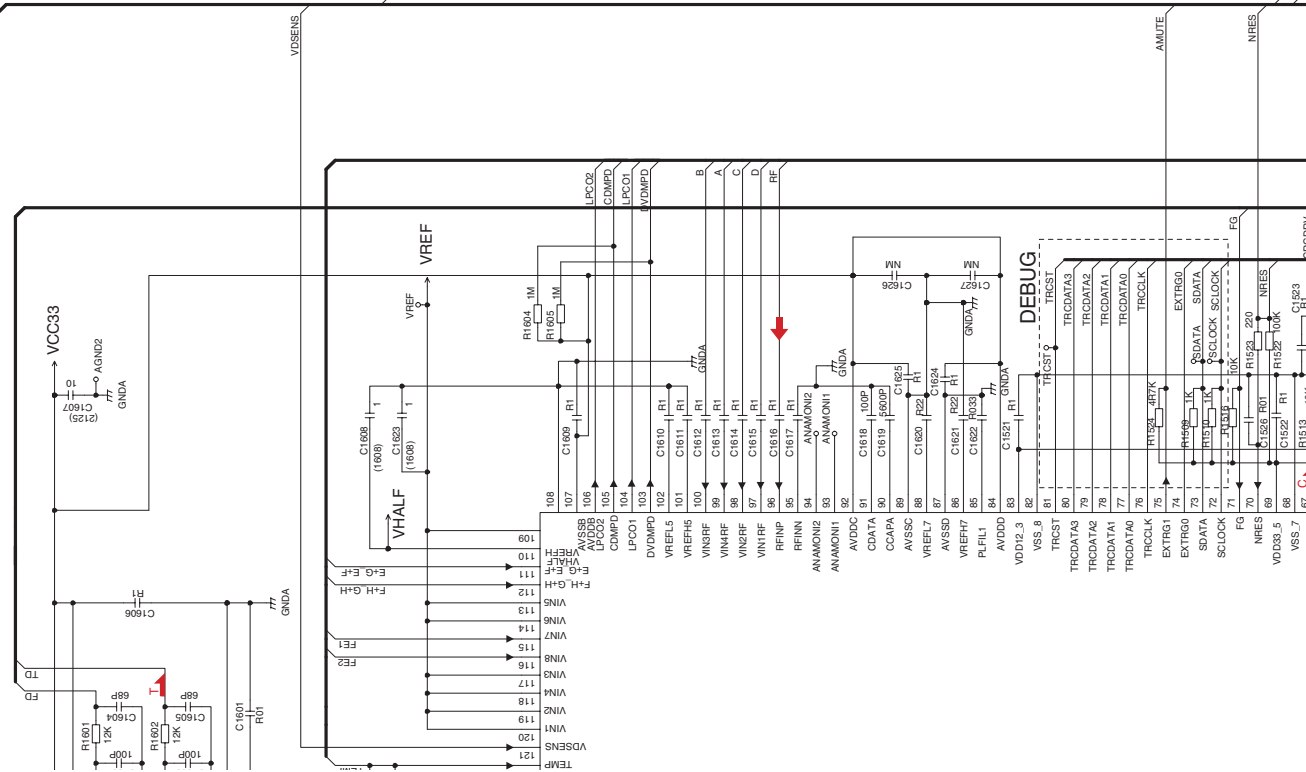 VDSENS
AMUTE
NRES
LPCO2
CDMPD
LPCO1
DVDMPD
B
A
C
D
RF
FG
VREF
VREF
VCC33
10
C1607
(2125)
AGND2
GNDA
R1604
1M
R1605
1M
GNDA
NM
C1626
NM
C1627
GNDA
DEBUG
TRCST
TRCDATA3
TRCDATA2
TRCDATA1
TRCDATA0
TRCCLK
EXTRG0
SDATA
SCLOCK
NRES
TRCST
SDATA
SCLOCK
220
R1523
100K
R1522
C1523
R1
C1608
1
(1608)
C1623
1
(1608)
R1
C1609
R1
C1610
R1
C1611
R1
C1612
R1
C1613
R1
C1614
R1
C1615
R1
C1616
R1
C1617
ANAMONI2
ANAMONI1
GNDA
100P
C1618
5600P
C1619
C1625
R1
R22
C1620
C1624
R1
R22
C1621
R033
C1622
GNDA
R1
C1521
4R7K
R1524
1K
R1509
1K
R1510
10K
R1516
R01
C1526
R1
C1522
R1513
C
VHALF
108
107
106
105
104
103
102
101
100
99
98
97
96
95
94
93
92
91
90
89
88
87
86
85
84
83
82
81
80
79
78
77
76
75
74
73
72
71
70
69
68
67
AVSSB
AVDDB
LPCO2
CDMPD
LPCO1
DVDMPD
VREFL5
VREFH5
VIN3RF
VIN4RF
VIN2RF
VIN1RF
RFINP
RFINN
ANAMONI2
ANAMONI1
AVDDC
CDATA
CCAPA
AVSSC
VREFL7
AVSSD
VREFH7
PLFIL1
AVDDD
VDD12_3
VSS_8
TRCST
TRCDATA3
TRCDATA2
TRCDATA1
TRCDATA0
TRCCLK
EXTRG1
EXTRG0
SDATA
SCLOCK
FG
NRES
VDD33_5
VSS_7
109
VREFH
110
VHALF
E+G_E+F
E+G_E+F
111
F+H_G+H
F+H_G+H
112
VIN5
113
VIN6
114
VIN7
FE1
115
VIN8
FE2
116
VIN3
117
VIN4
118
VIN2
119
VIN1
120
VDSENS
121
TEMP
R1
C1606
GNDA
TD
FD
T
68P
C1604
R1601
12K
100P
68P
C1605
R1602
12K
100P
C1601
R01